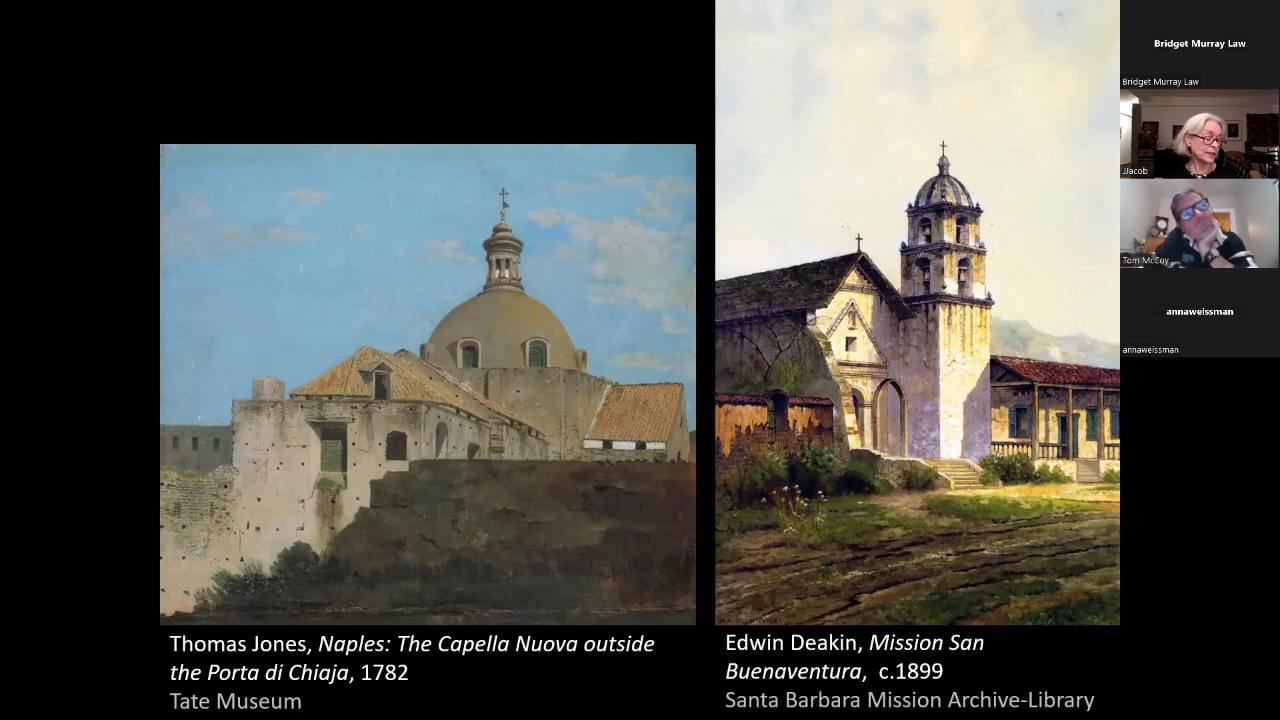 Thomas Jones, Naples: The Capella Nuova outside
the Porta di Chiaja, 1782
Tate Museum
Edwin Deakin, Mission San
Buenaventura, c.1899
Santa Barbara Mission Archive-Library
Bridget Murray Law
Bridget Murray Law
JJacob
Tom McCoy
annaweissman
annaweissman